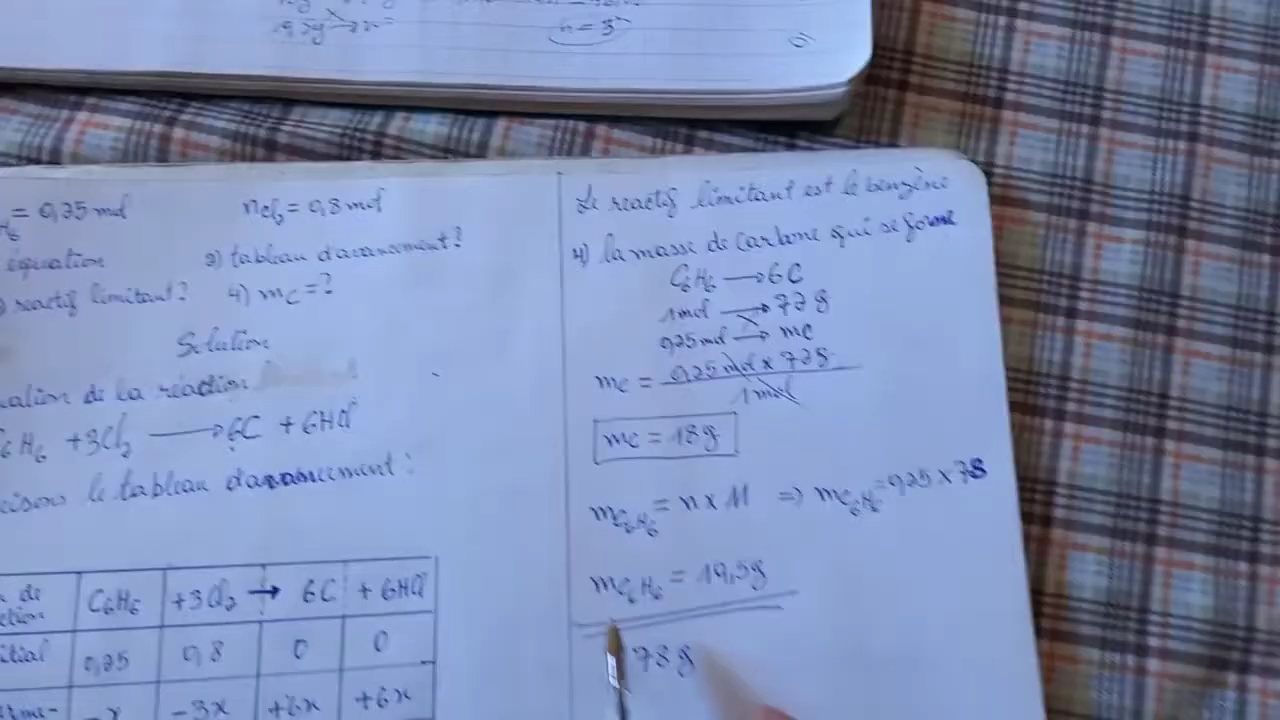 n = 3
= 0,25 mol nCl₂ = 0,8 mol
équation 2) tableau d'avancement?
réactif limitant? 4) mC = ?
Solution
de la réaction
C₆H₆ + 3Cl₂ → 6C + 6HCl
le tableau d'avancement :
de C₆H₆ + 3Cl₂ → 6C + 6HCl
0,25 0,8 0 0
-x -3x +6x +6x
Le réactif limitant est le benzène
4) la masse de carbone qui se forme
C₆H₆ → 6C
1mol → 72g
0,25 mol → mC
mC = 0,25 mol x 72g
1mol
mC = 18g
mC₆H₆ = n x M => mC₆H₆ = 0,25 x 78
mC₆H₆ = 19,5g
78g